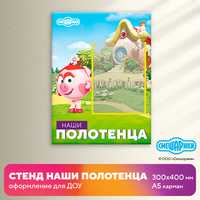 СМЕШАРИКИ
НАШИ
ПОЛОТЕНЦА
СМЕШАРИКИ
© ООО «Смешарики»
СТЕНД НАШИ ПОЛОТЕНЦА
оформление для ДОУ
300х400 мм
А5 карман